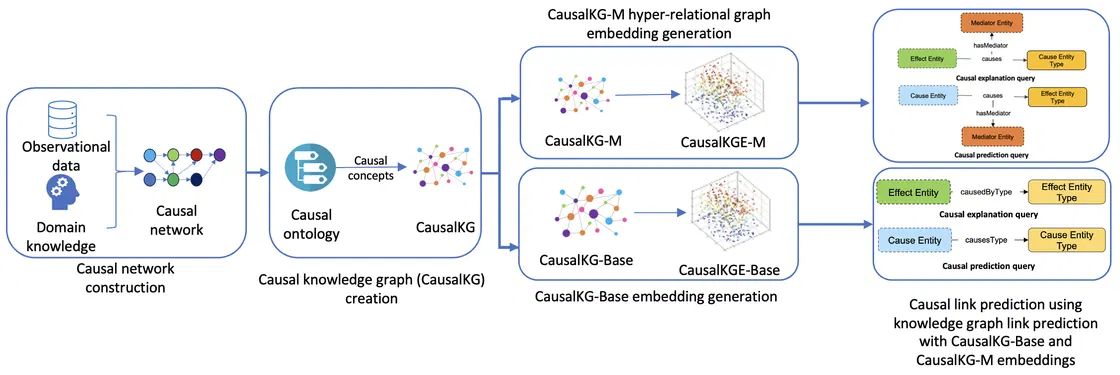 Observational
data
Domain
knowledge
Causal
network
Causal network
construction
Causal
ontology
Causal
concepts
CausalKG
Causal knowledge graph (CausalKG)
creation
CausalKG-M hyper-relational graph
embedding generation
CausalKG-M
CausalKGE-M
CausalKG-Base
CausalKGE-Base
CausalKG-Base embedding generation
Mediator Entity
hasMediator
Effect Entity
causes
Cause Entity
Type
Causal explanation query
Cause Entity
causes
Effect Entity
Type
hasMediator
Mediator Entity
Causal prediction query
Effect Entity
causedByType
Effect Entity
Type
Causal explanation query
Cause Entity
causesType
Cause Entity
Type
Causal prediction query
Causal link prediction using
knowledge graph link prediction
with CausalKG-Base and
CausalKG-M embeddings